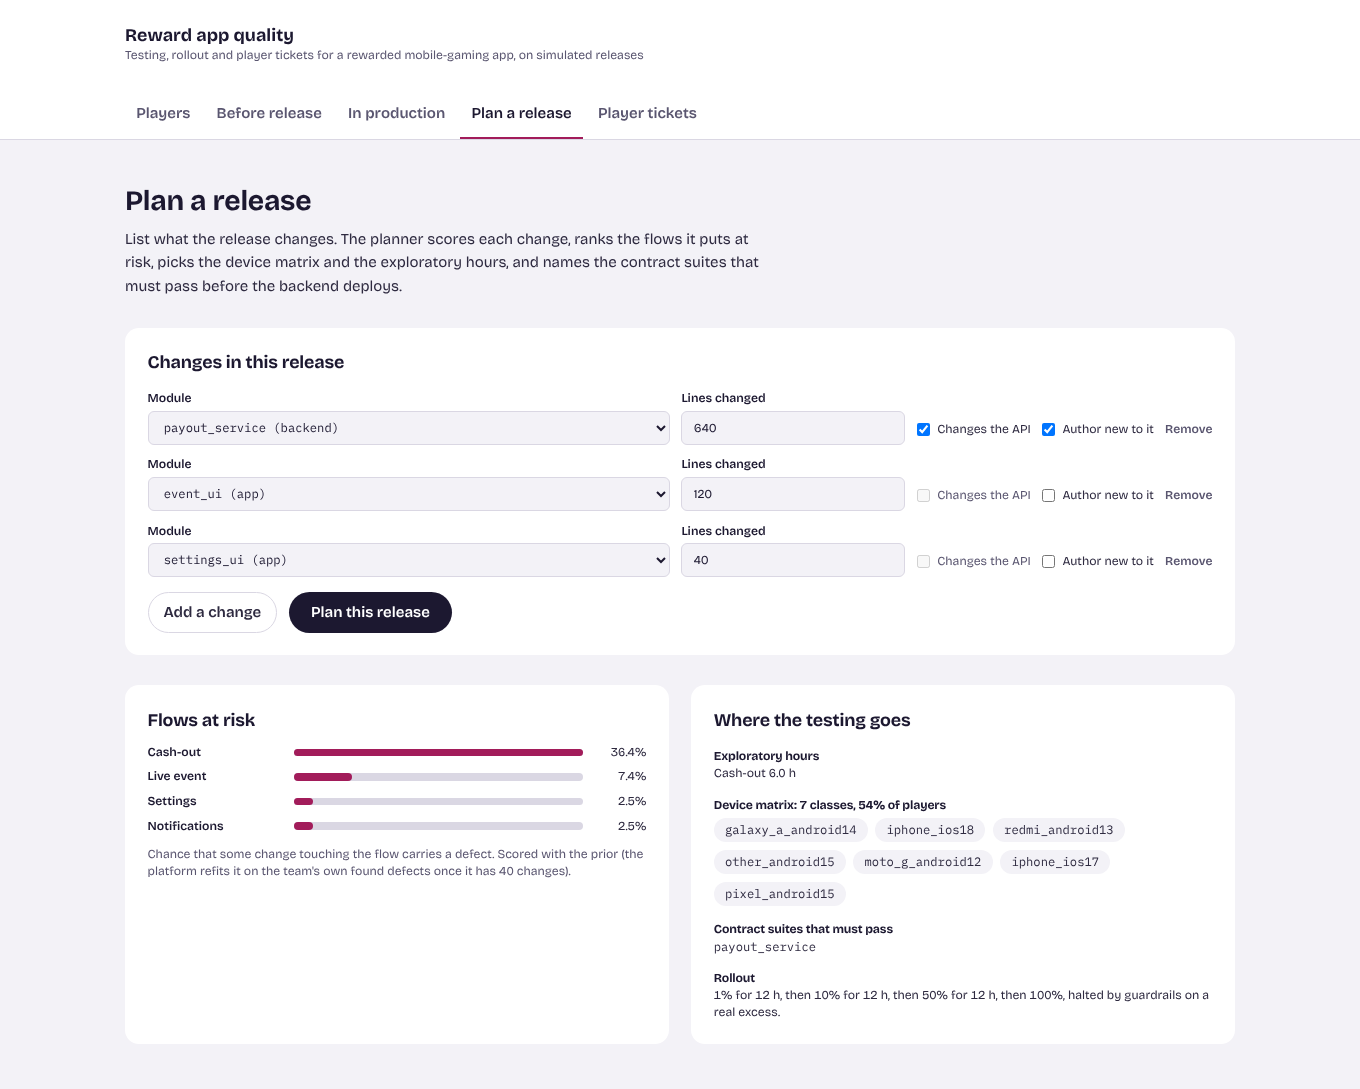 Reward app quality
Testing, rollout and player tickets for a rewarded mobile-gaming app, on simulated releases
Players
Before release
In production
Plan a release
Player tickets
Plan a release
List what the release changes. The planner scores each change, ranks the flows it puts at
risk, picks the device matrix and the exploratory hours, and names the contract suites that
must pass before the backend deploys.
Changes in this release
Module
Lines changed
payout_service (backend)
640
Changes the API
Author new to it
Remove
Module
Lines changed
event_ui (app)
120
Changes the API
Author new to it
Remove
Module
Lines changed
settings_ui (app)
40
Changes the API
Author new to it
Remove
Add a change
Plan this release
Flows at risk
Cash-out 36.4%
Live event 7.4%
Settings 2.5%
Notifications 2.5%
Chance that some change touching the flow carries a defect. Scored with the prior (the
platform refits it on the team's own found defects once it has 40 changes).
Where the testing goes
Exploratory hours
Cash-out 6.0 h
Device matrix: 7 classes, 54% of players
galaxy_a_android14
iphone_ios18
redmi_android13
other_android15
moto_g_android12
iphone_ios17
pixel_android15
Contract suites that must pass
payout_service
Rollout
1% for 12 h, then 10% for 12 h, then 50% for 12 h, then 100%, halted by guardrails on a
real excess.